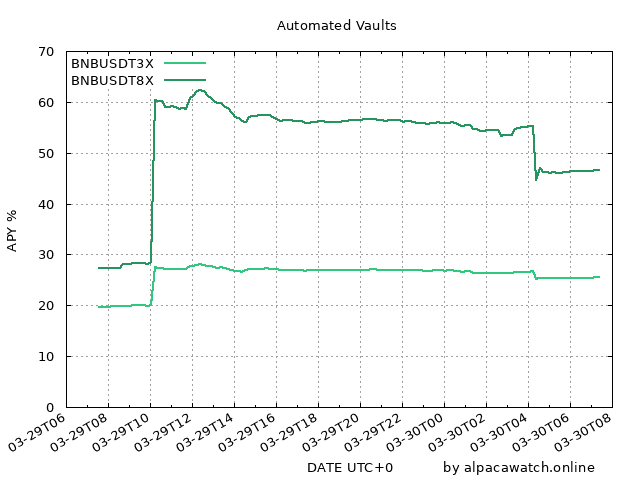 Automated Vaults
BNBUSDT3X
BNBUSDT8X
APY %
70
60
50
40
30
20
10
0
03-29T06
03-29T08
03-29T10
03-29T12
03-29T14
03-29T16
03-29T18
03-29T20
03-29T22
03-30T00
03-30T02
03-30T04
03-30T06
03-30T08
DATE UTC+0
by alpacawatch.online